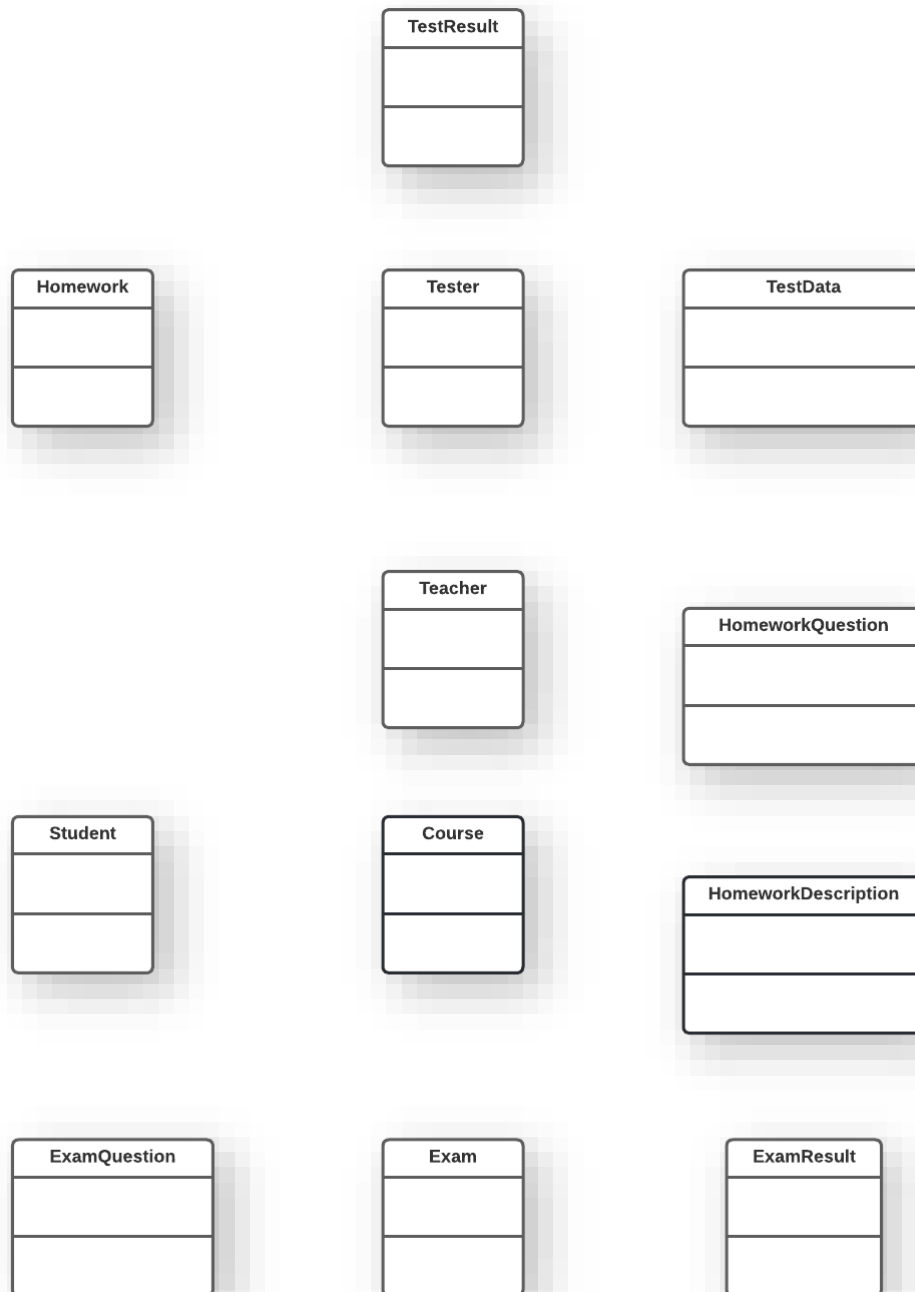 TestResult
Homework
Tester
TestData
Teacher
HomeworkQuestion
Student
Course
HomeworkDescription
ExamQuestion
Exam
ExamResult